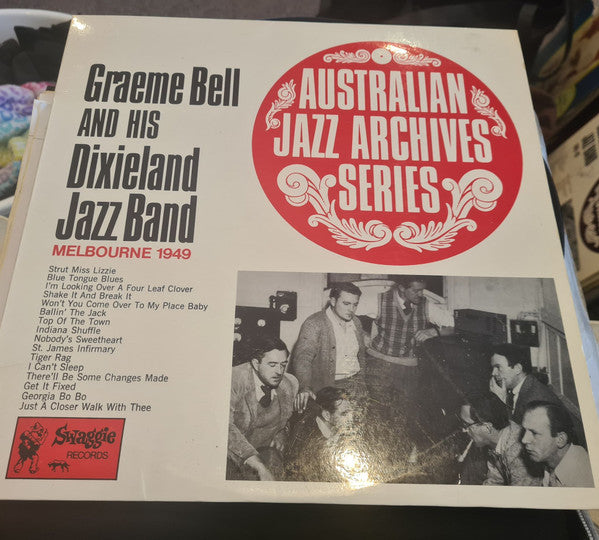 Graeme Bell
AND HIS
Dixieland
Jazz Band
MELBOURNE 1949
Strut Miss Lizzie
Blue Tongue Blues
I'm Looking Over A Four Leaf Clover
Shake It And Break It
Won't You Come Over To My Place Baby
Ballin' The Jack
Top Of The Town
Indiana Shuffle
Nobody's Sweetheart
St. James Infirmary
Tiger Rag
I Can't Sleep
There'll Be Some Changes Made
Get It Fixed
Georgia Bo Bo
Just A Closer Walk With Thee
Swaggie
RECORDS
AUSTRALIAN
JAZZ ARCHIVES
SERIES